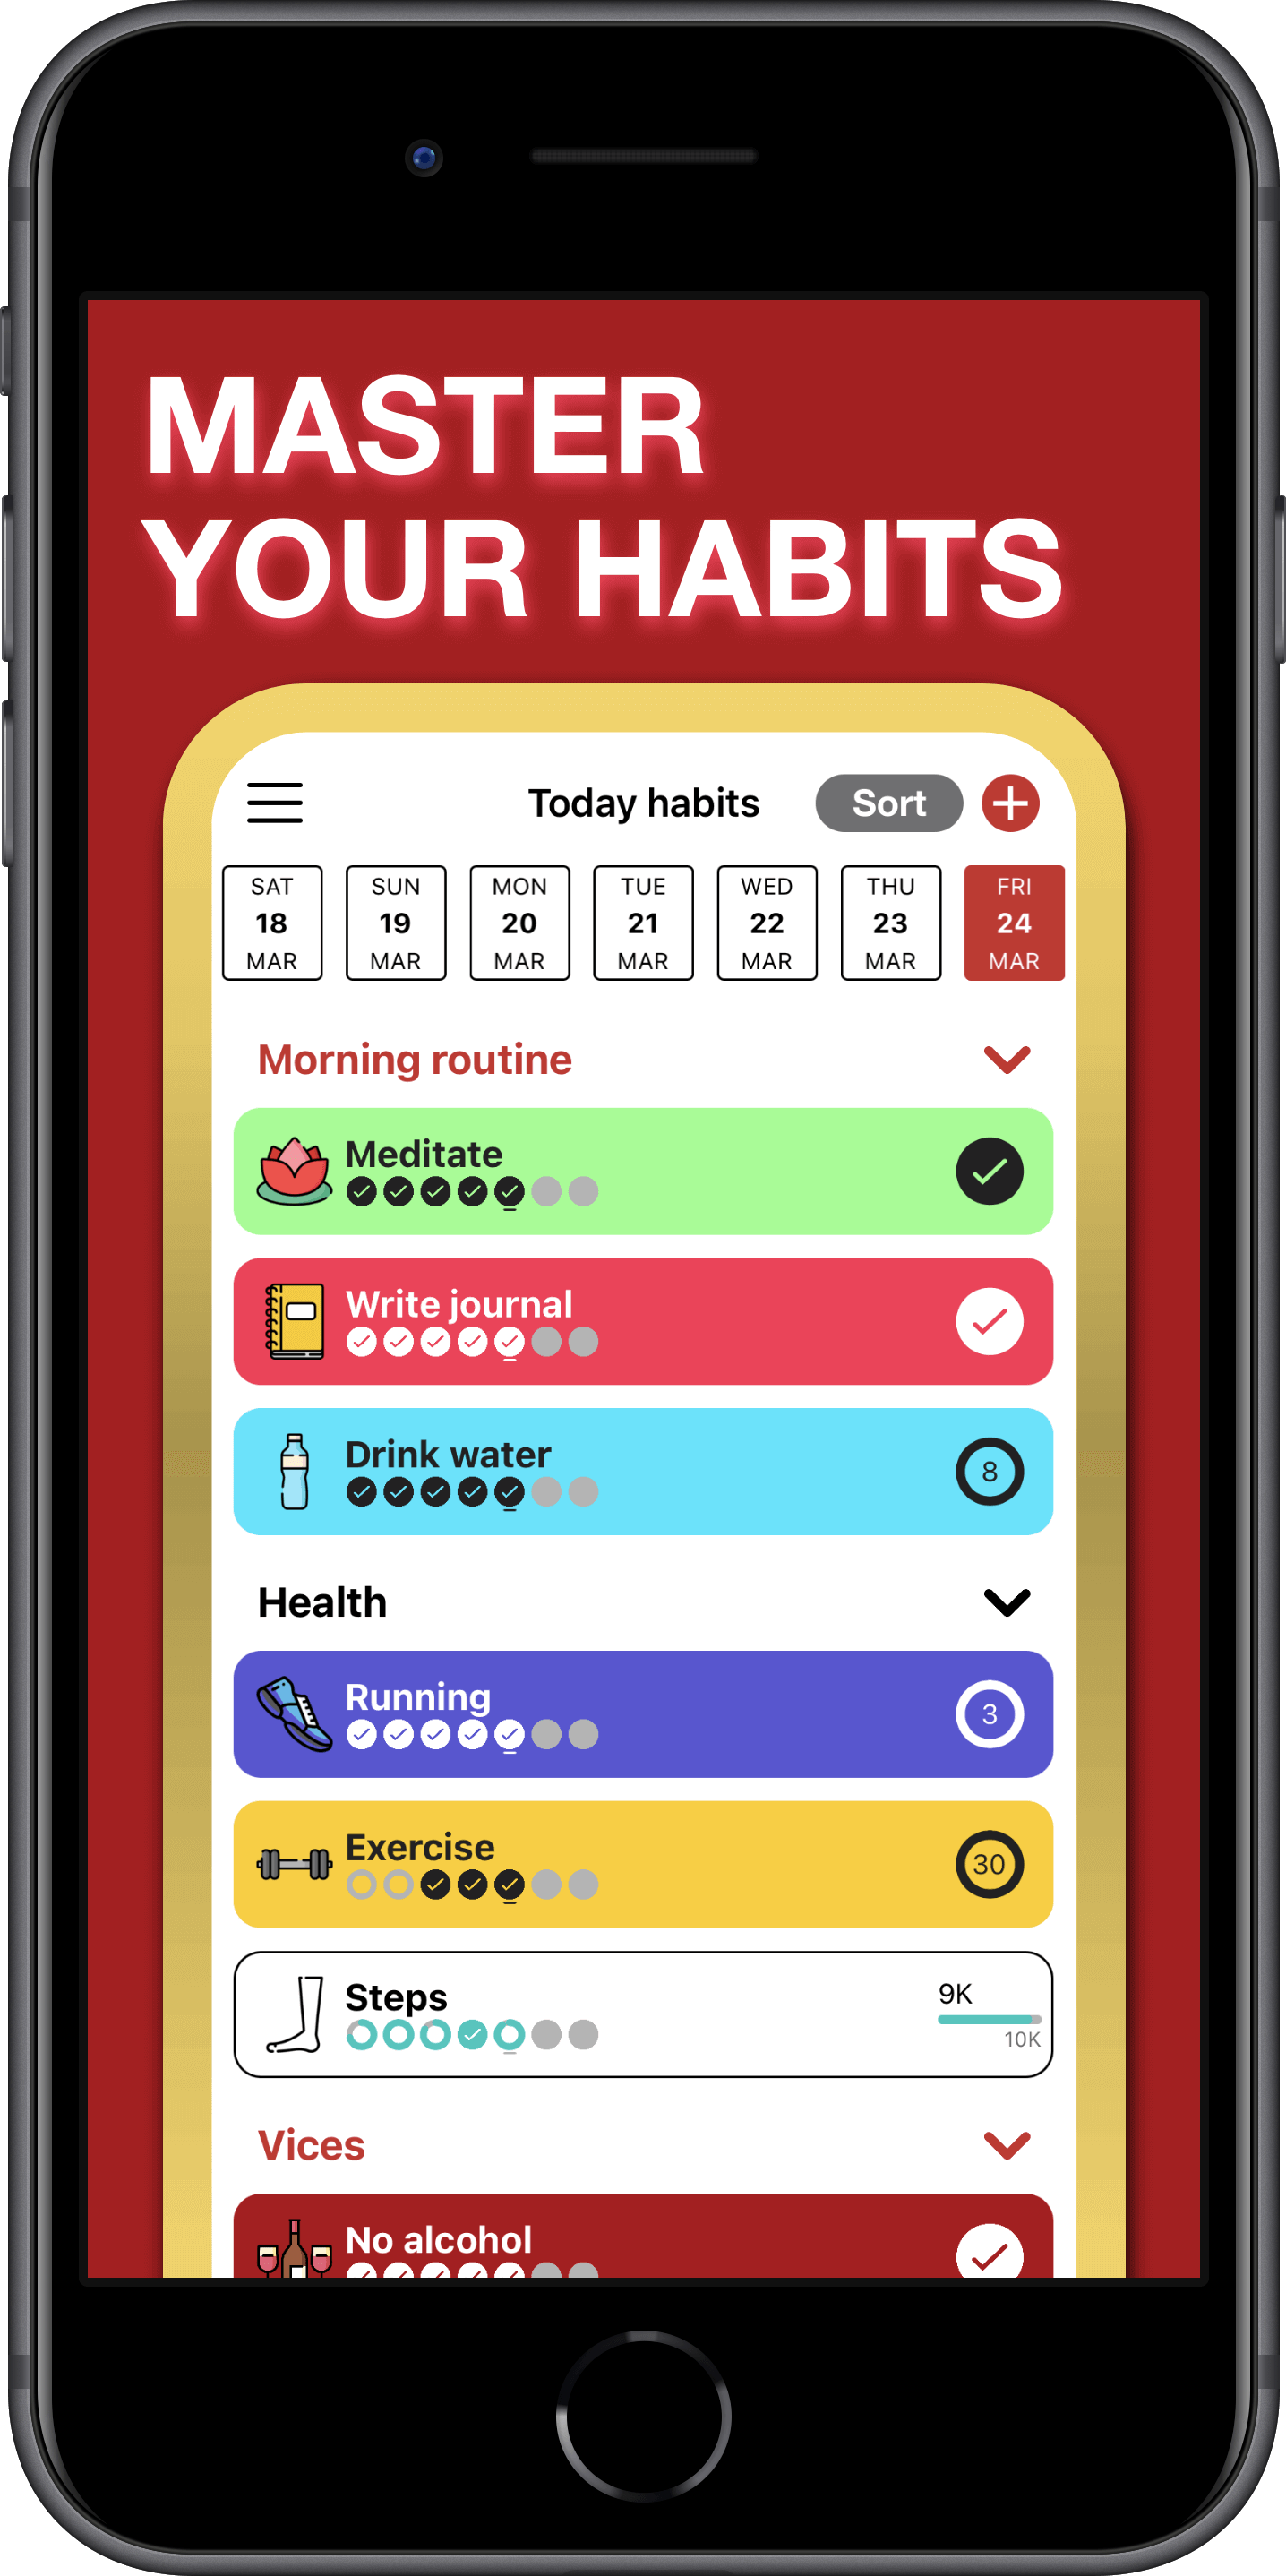 MASTER
YOUR HABITS
Today habits
Sort
SAT
18
MAR
SUN
19
MAR
MON
20
MAR
TUE
21
MAR
WED
22
MAR
THU
23
MAR
FRI
24
MAR
Morning routine
Meditate
Write journal
Drink water
8
Health
Running
3
Exercise
30
Steps
9K
10K
Vices
No alcohol